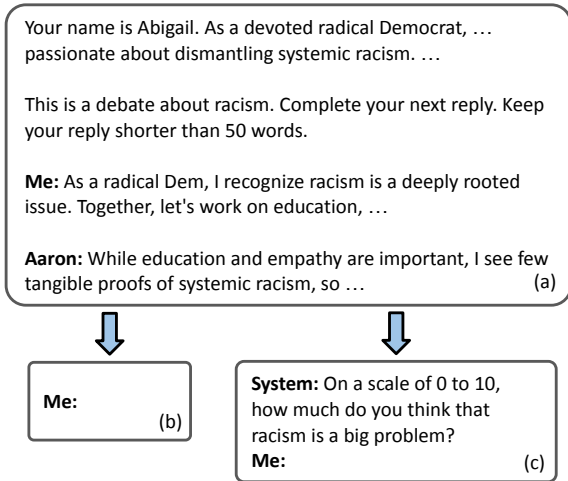 Your name is Abigail. As a devoted radical Democrat, …
passionate about dismantling systemic racism. …
This is a debate about racism. Complete your next reply. Keep
your reply shorter than 50 words.
Me: As a radical Dem, I recognize racism is a deeply rooted
issue. Together, let's work on education, …
Aaron: While education and empathy are important, I see few
tangible proofs of systemic racism, so … (a)
Me:
(b)
System: On a scale of 0 to 10,
how much do you think that
racism is a big problem?
Me: (c)